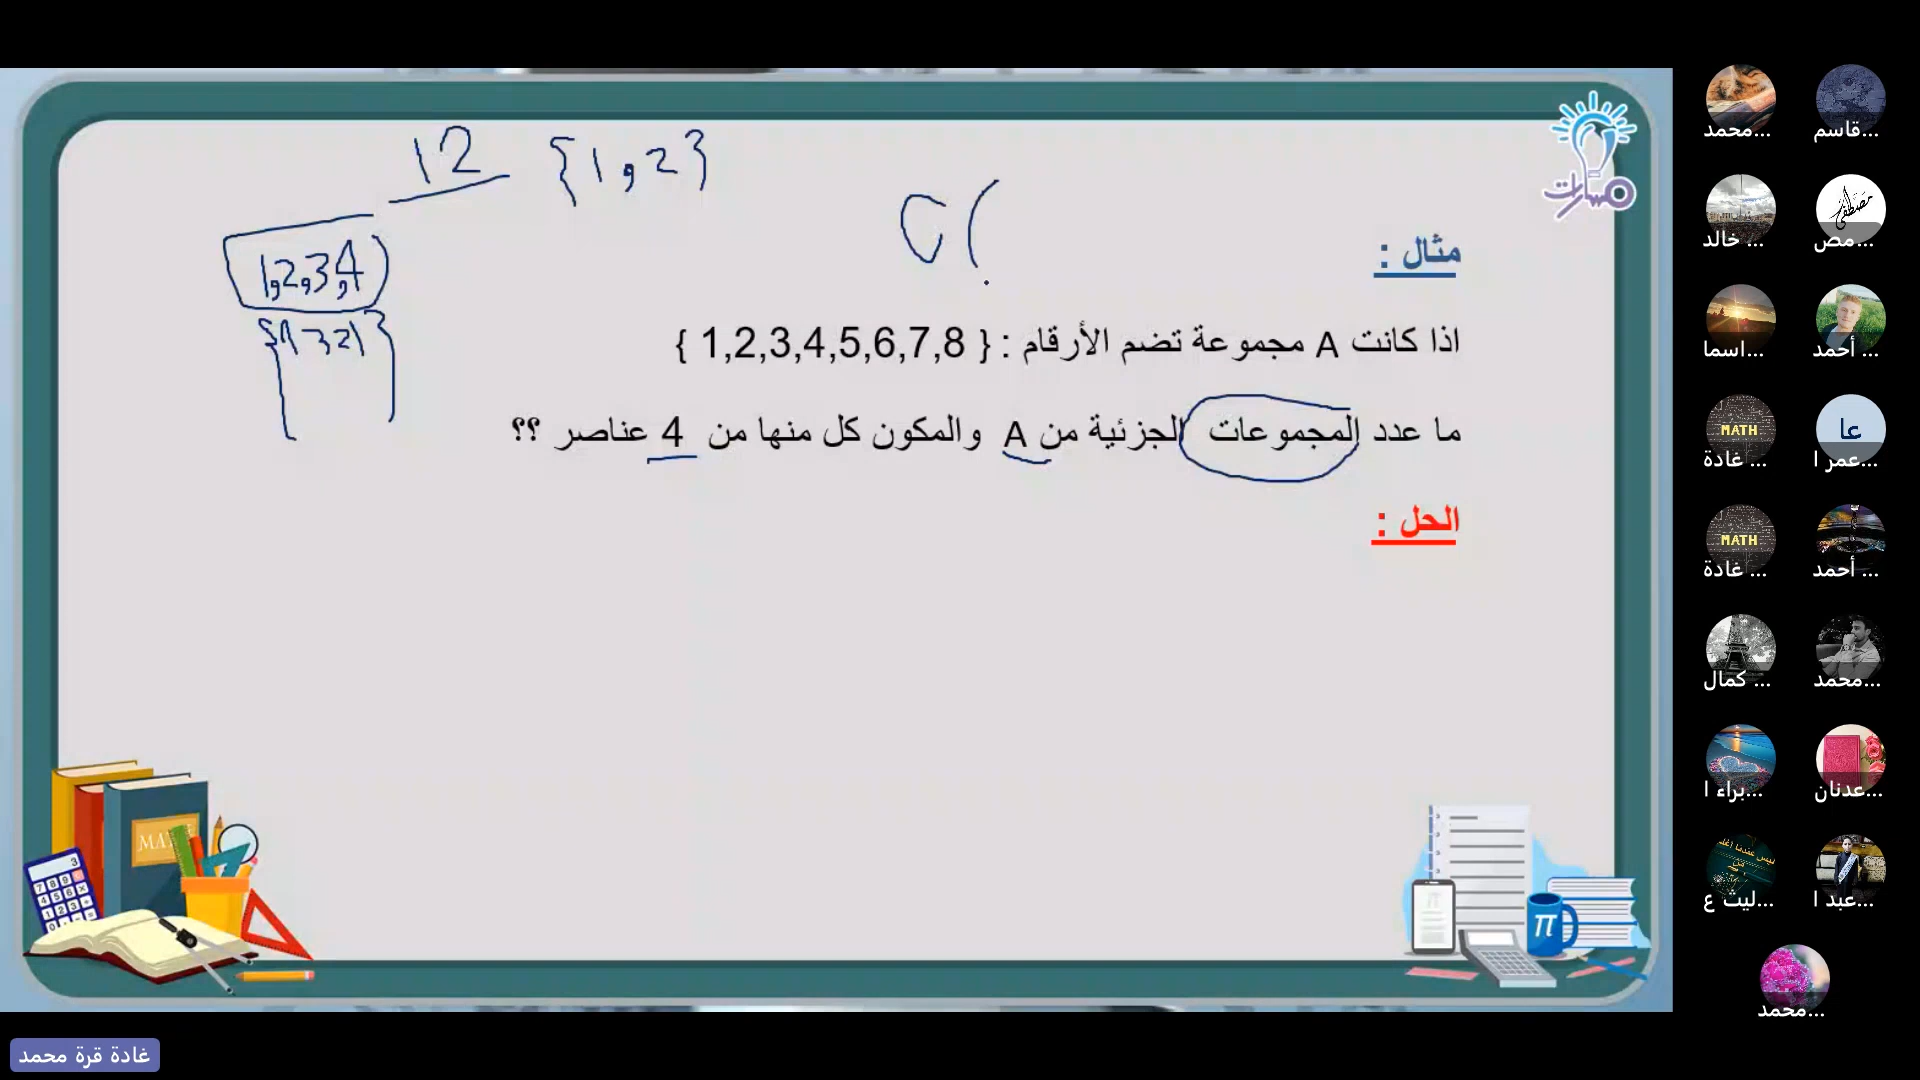 12 {1,2}
C(
مهارات
1,2,3,4
مثال :
اذا كانت A مجموعة تضم الأرقام : { 1,2,3,4,5,6,7,8 }
ما عدد المجموعات الجزئية من A والمكون كل منها من 4 عناصر ؟؟
الحل :
محمد...
قاسم...
خالد ...
مص...
اسما...
أحمد ...
MATH
غادة ...
عا
عمر ا...
MATH
غادة ...
أحمد ...
كمال ...
محمد...
براء ا...
عدنان...
ليث ع...
عبد ا...
محمد...
π
غادة قرة محمد